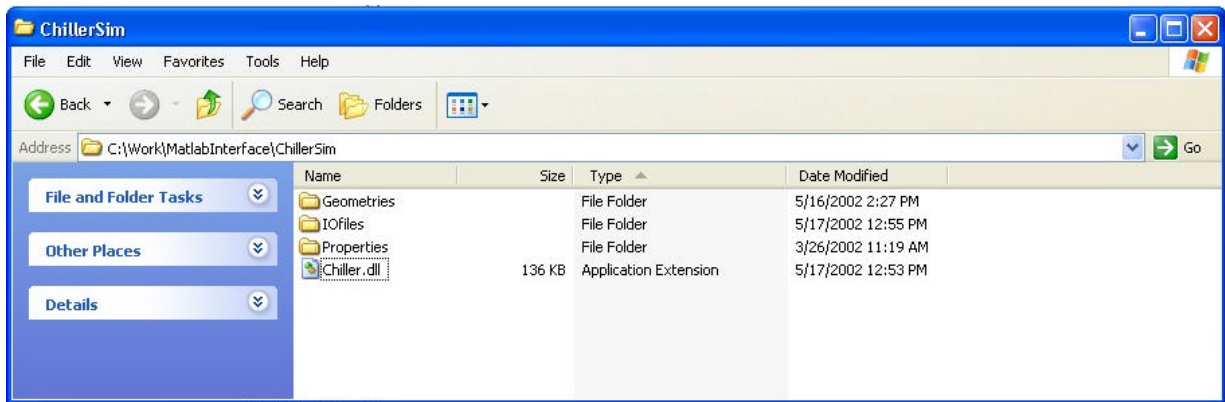 ChillerSim
File Edit View Favorites Tools Help
Back Search Folders
Address C:\Work\MatlabInterface\ChillerSim Go
File and Folder Tasks
Other Places
Details
Name Size Type Date Modified
Geometries File Folder 5/16/2002 2:27 PM
IOfiles File Folder 5/17/2002 12:55 PM
Properties File Folder 3/26/2002 11:19 AM
Chiller.dll 136 KB Application Extension 5/17/2002 12:53 PM